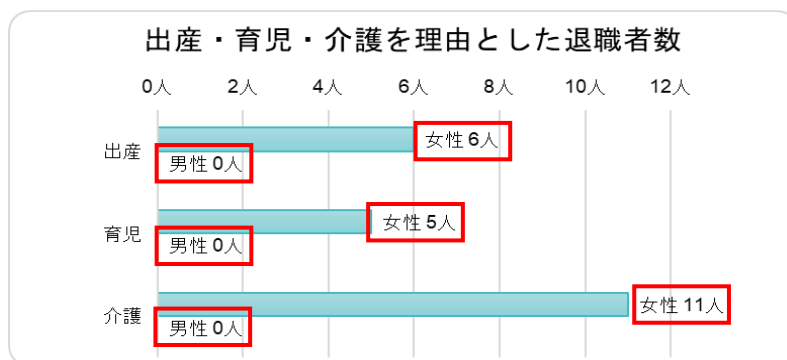 出産・育児・介護を理由とした退職者数
0人 2人 4人 6人 8人 10人 12人
出産
女性 6人
男性 0人
育児
女性 5人
男性 0人
介護
女性 11人
男性 0人